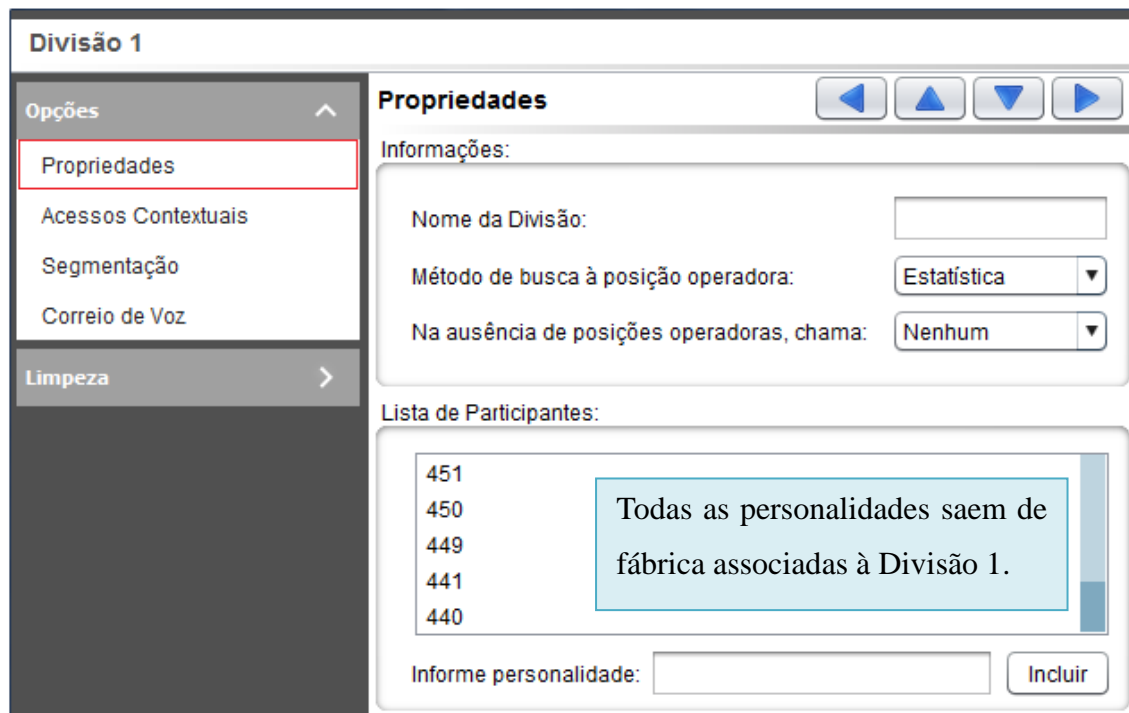 Divisão 1
Opções
Propriedades
Acessos Contextuais
Segmentação
Correio de Voz
Limpeza
Propriedades
Informações:
Nome da Divisão:
Método de busca à posição operadora: Estatística
Na ausência de posições operadoras, chama: Nenhum
Lista de Participantes:
451
450
449
441
440
Todas as personalidades saem de
fábrica associadas à Divisão 1.
Informe personalidade: Incluir